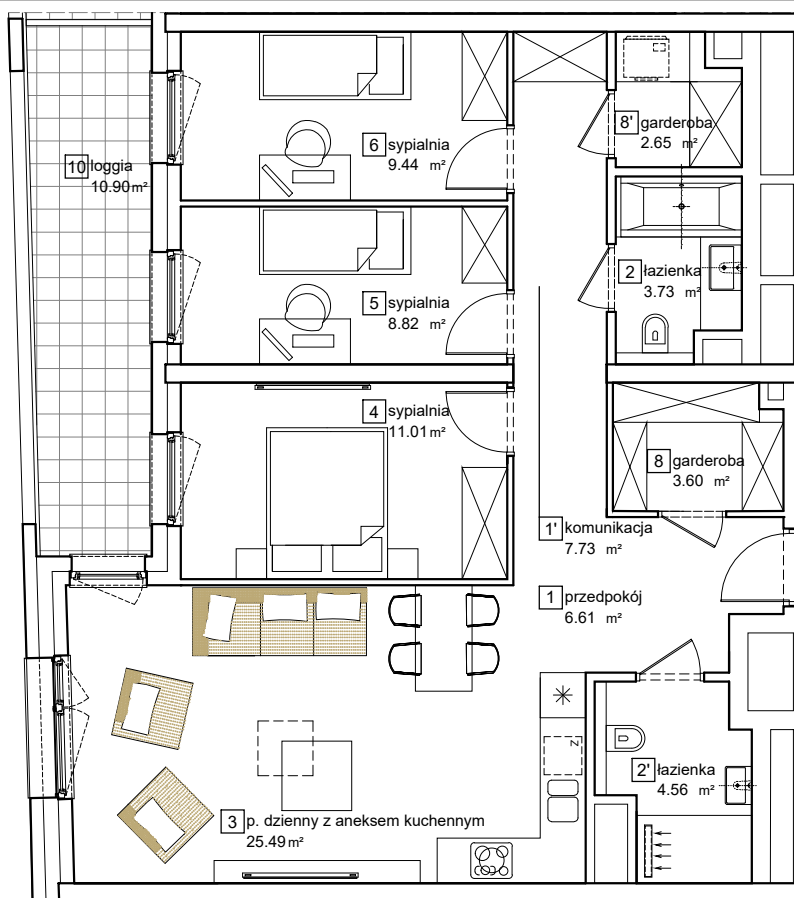 6 sypialnia
9.44 m²
8' garderoba
2.65 m²
10 loggia
10.90 m²
2 łazienka
3.73 m²
5 sypialnia
8.82 m²
4 sypialnia
11.01 m²
8 garderoba
3.60 m²
1' komunikacja
7.73 m²
1 przedpokój
6.61 m²
z
2' łazienka
4.56 m²
3 p. dzienny z aneksem kuchennym
25.49 m²